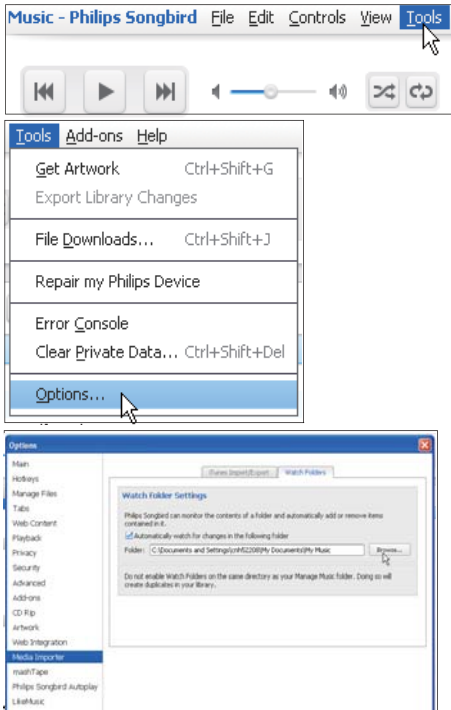 Music - Philips Songbird File Edit Controls View Tools
Tools Add-ons Help
Get Artwork Ctrl+Shift+G
Export Library Changes
File Downloads... Ctrl+Shift+J
Repair my Philips Device
Error Console
Clear Private Data... Ctrl+Shift+Del
Options...
Options
Main
Hotkeys
Manage Files
Tabs
Web Content
Playback
Privacy
Security
Advanced
Add-ons
CD Rip
Artwork
Web Integration
Media Importer
mashTape
Philips Songbird Autoplay
LikeMusic
iTunes Import/Export Watch Folders
Watch Folder Settings
Philips Songbird can monitor the contents of a folder and automatically add or remove items
contained in it.
Automatically watch for changes in the following folder
Folder: C:\Documents and Settings\cnh52208\My Documents\My Music Browse...
Do not enable Watch Folders on the same directory as your Manage Music folder. Doing so will
create duplicates in your library.